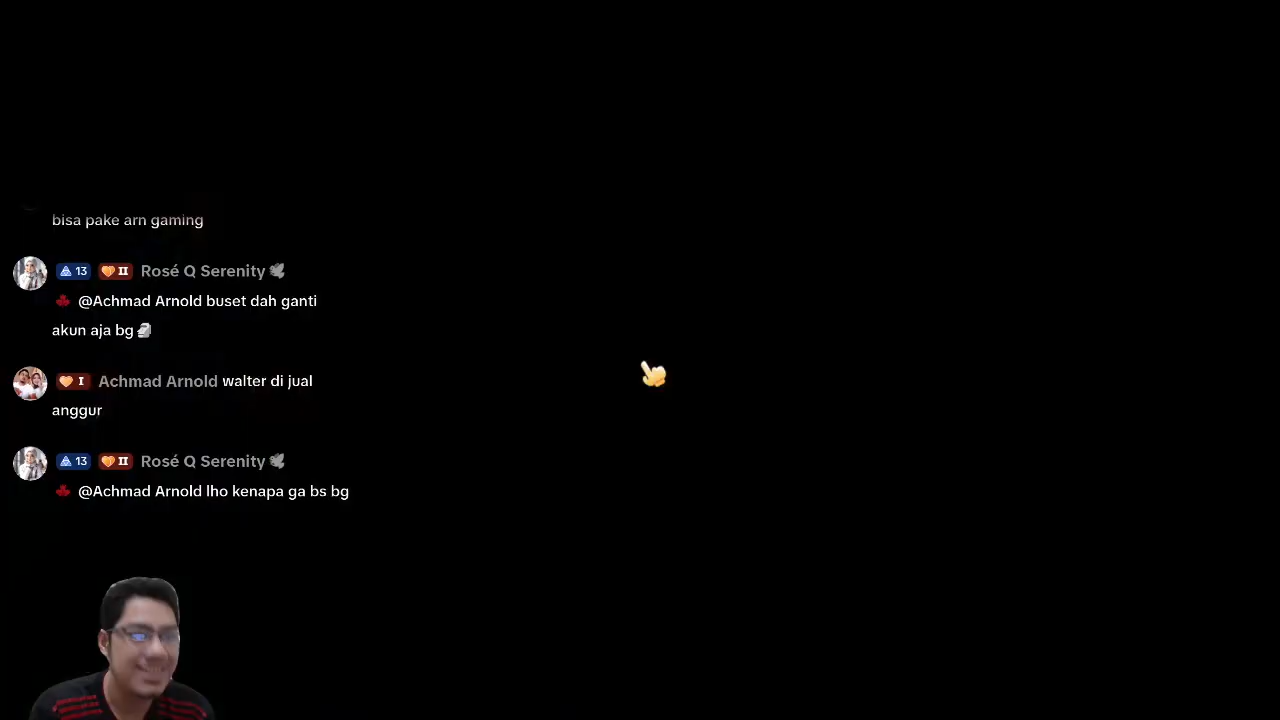 bisa pake arn gaming
13 II Rosé Q Serenity
@Achmad Arnold buset dah ganti
akun aja bg
I Achmad Arnold walter di jual
anggur
13 II Rosé Q Serenity
@Achmad Arnold lho kenapa ga bs bg